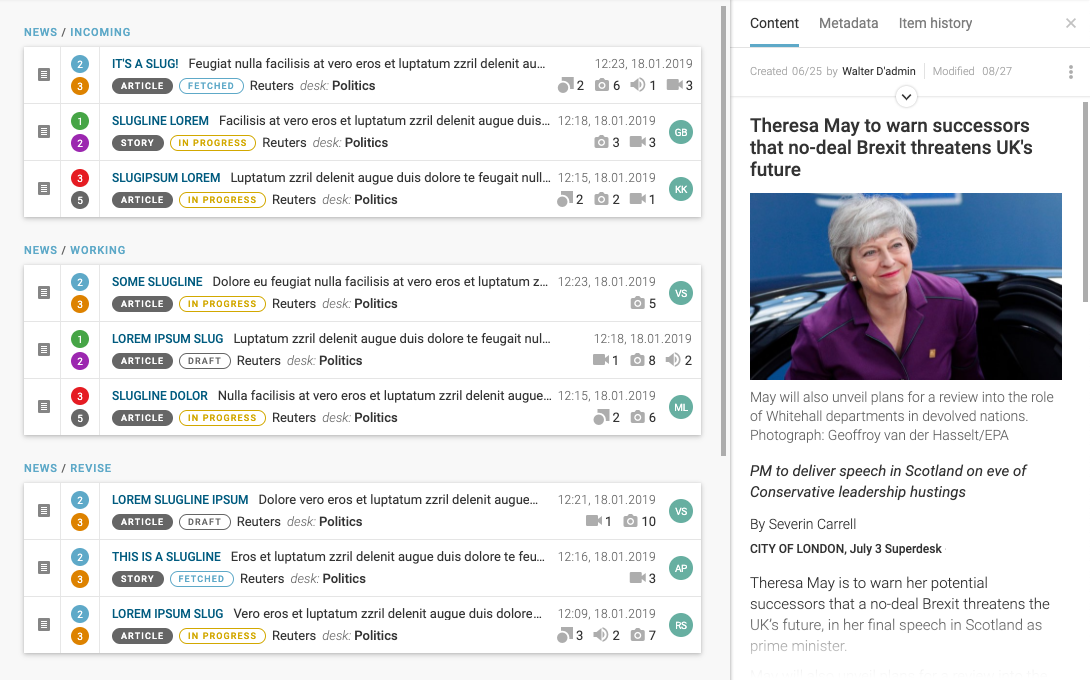 NEWS / INCOMING
2 IT'S A SLUG! Feugiat nulla facilisis at vero eros et luptatum zzril delenit au... 12:23, 18.01.2019
3 ARTICLE FETCHED Reuters desk: Politics 2 6 1 3
1 SLUGLINE LOREM Facilisis at vero eros et luptatum zzril delenit augue duis... 12:18, 18.01.2019 GB
2 STORY IN PROGRESS Reuters desk: Politics 3 3
3 SLUGIPSUM LOREM Luptatum zzril delenit augue duis dolore te feugait null... 12:15, 18.01.2019 KK
5 ARTICLE IN PROGRESS Reuters desk: Politics 2 2 1
NEWS / WORKING
2 SOME SLUGLINE Dolore eu feugiat nulla facilisis at vero eros et luptatum z... 12:23, 18.01.2019 VS
3 ARTICLE IN PROGRESS Reuters desk: Politics 5
1 LOREM IPSUM SLUG Luptatum zzril delenit augue duis dolore te feugait nul... 12:18, 18.01.2019
2 ARTICLE DRAFT Reuters desk: Politics 1 8 2
3 SLUGLINE DOLOR Nulla facilisis at vero eros et luptatum zzril delenit augue... 12:15, 18.01.2019 ML
5 ARTICLE IN PROGRESS Reuters desk: Politics 2 6
NEWS / REVISE
2 LOREM SLUGLINE IPSUM Dolore vero eros et luptatum zzril delenit augue... 12:21, 18.01.2019 VS
3 ARTICLE DRAFT Reuters desk: Politics 1 10
2 THIS IS A SLUGLINE Eros et luptatum zzril delenit augue duis dolore te feu... 12:16, 18.01.2019 AP
3 STORY FETCHED Reuters desk: Politics 3
2 LOREM IPSUM SLUG Vero eros et luptatum zzril delenit augue duis dolore... 12:09, 18.01.2019 RS
3 ARTICLE IN PROGRESS Reuters desk: Politics 3 2 7
Content Metadata Item history
Created 06/25 by Walter D'admin Modified 08/27
Theresa May to warn successors
that no-deal Brexit threatens UK's
future
May will also unveil plans for a review into the role
of Whitehall departments in devolved nations.
Photograph: Geoffroy van der Hasselt/EPA
PM to deliver speech in Scotland on eve of
Conservative leadership hustings
By Severin Carrell
CITY OF LONDON, July 3 Superdesk
Theresa May is to warn her potential
successors that a no-deal Brexit threatens the
UK's future, in her final speech in Scotland as
prime minister.